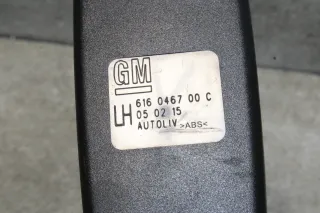 GM
LH 616 0467 00 C
05 02 15
AUTOLIV >ABS<